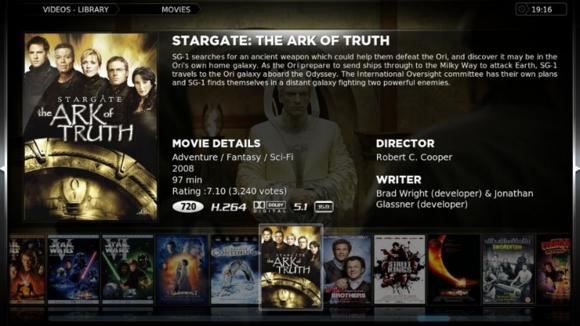 VIDEOS - LIBRARY
MOVIES
19:16
STARGATE: THE ARK OF TRUTH
SG-1 searches for an ancient weapon which could help them defeat the Ori, and discover it may be in the
Ori's own home galaxy. As the Ori prepare to send ships through to the Milky Way to attack Earth, SG-1
travels to the Ori galaxy aboard the Odyssey. The International Oversight committee has their own plans
and SG-1 finds themselves in a distant galaxy fighting two powerful enemies.
STARGATE
the ARK of
TRUTH
MOVIE DETAILS
Adventure / Fantasy / Sci-Fi
2008
97 min
Rating :7.10 (3,240 votes)
720 H.264 DOLBY DIGITAL 5.1
DIRECTOR
Robert C. Cooper
WRITER
Brad Wright (developer) & Jonathan
Glassner (developer)
STAR
WARS
STAR
WARS
STARGATE
the ARK of
TRUTH
BROTHERS
STREET
KINGS